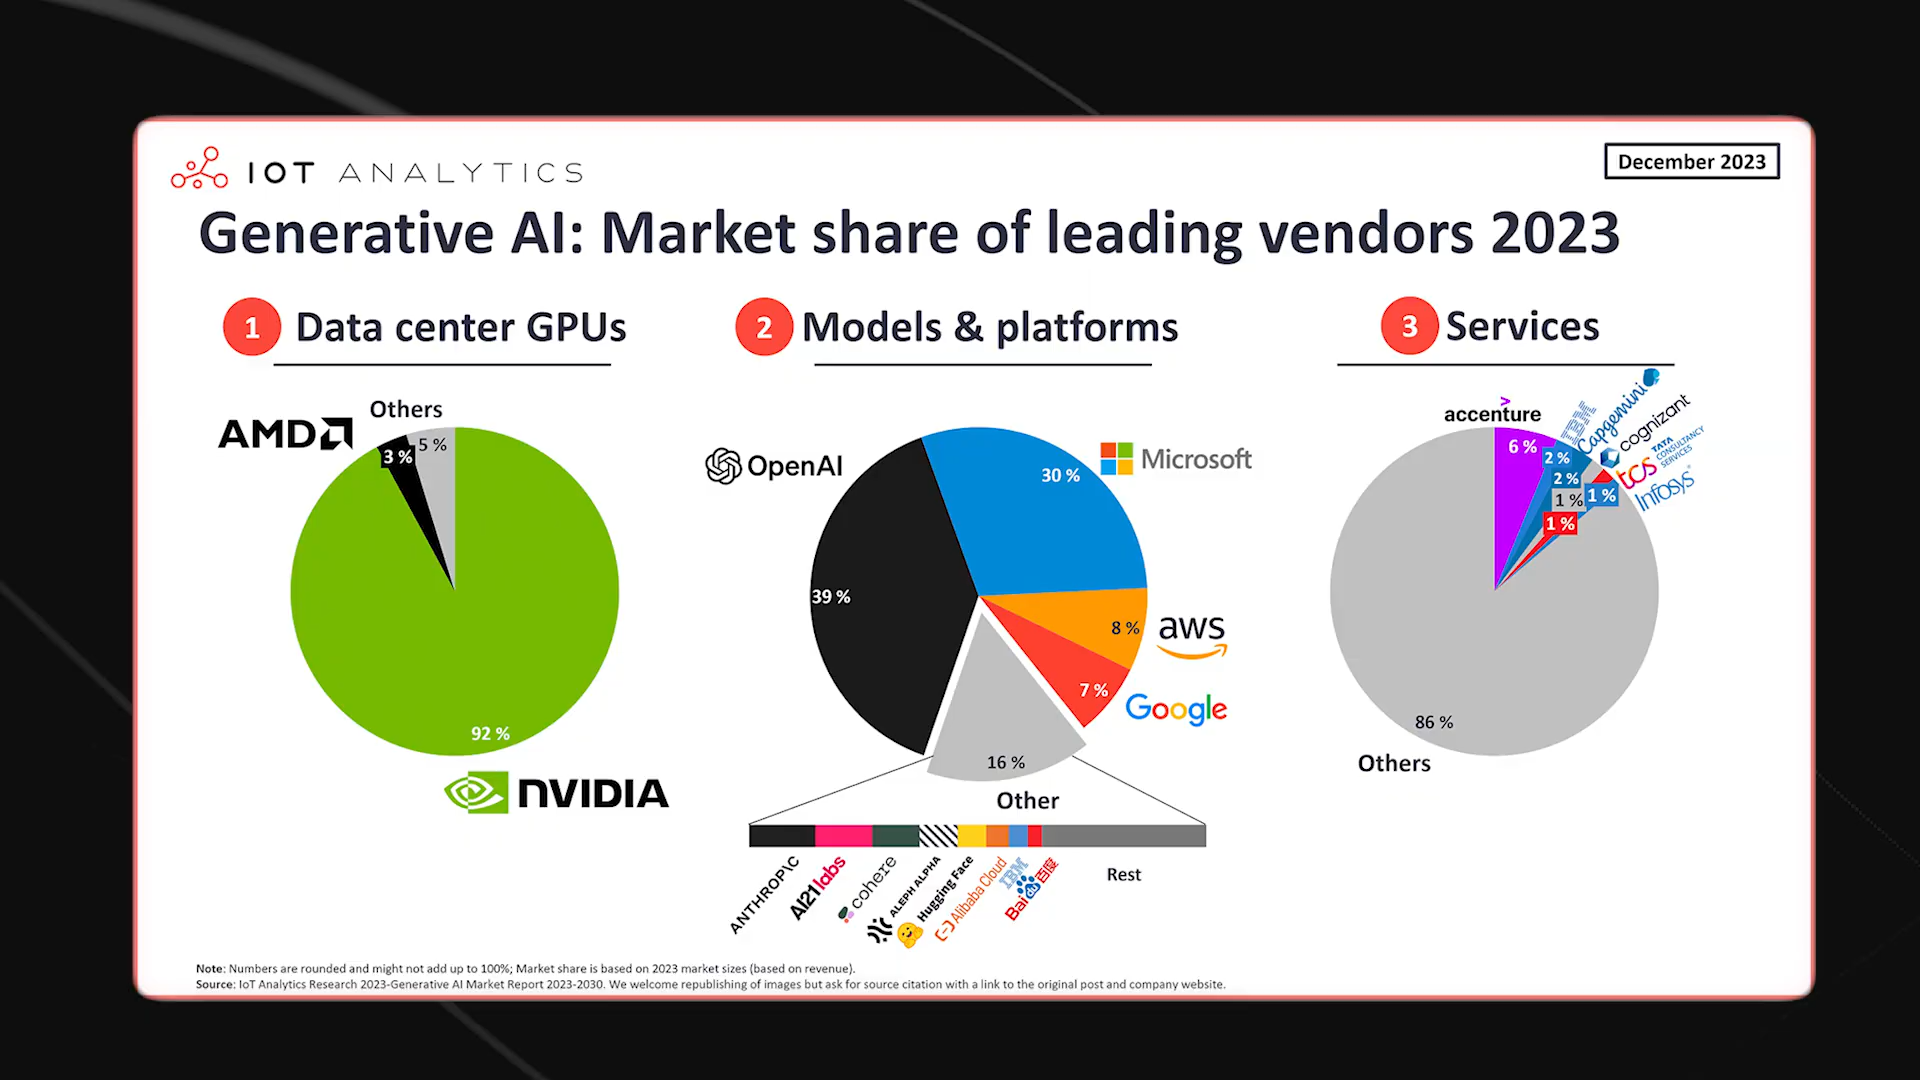 IOT ANALYTICS
December 2023
Generative AI: Market share of leading vendors 2023
1 Data center GPUs
AMD
Others
3 %
5 %
92 %
NVIDIA
2 Models & platforms
OpenAI
Microsoft
30 %
39 %
8 %
aws
7 %
Google
16 %
Other
ANTHROP\C
AI21labs
cohere
ALEPH ALPHA
Hugging Face
Alibaba Cloud
IBM
Bai du 百度
Rest
3 Services
accenture
IBM
Capgemini
cognizant
tcs TATA CONSULTANCY SERVICES
Infosys
6 %
2 %
2 %
1 %
1 %
1 %
86 %
Others
Note: Numbers are rounded and might not add up to 100%; Market share is based on 2023 market sizes (based on revenue).
Source: IoT Analytics Research 2023-Generative AI Market Report 2023-2030. We welcome republishing of images but ask for source citation with a link to the original post and company website.